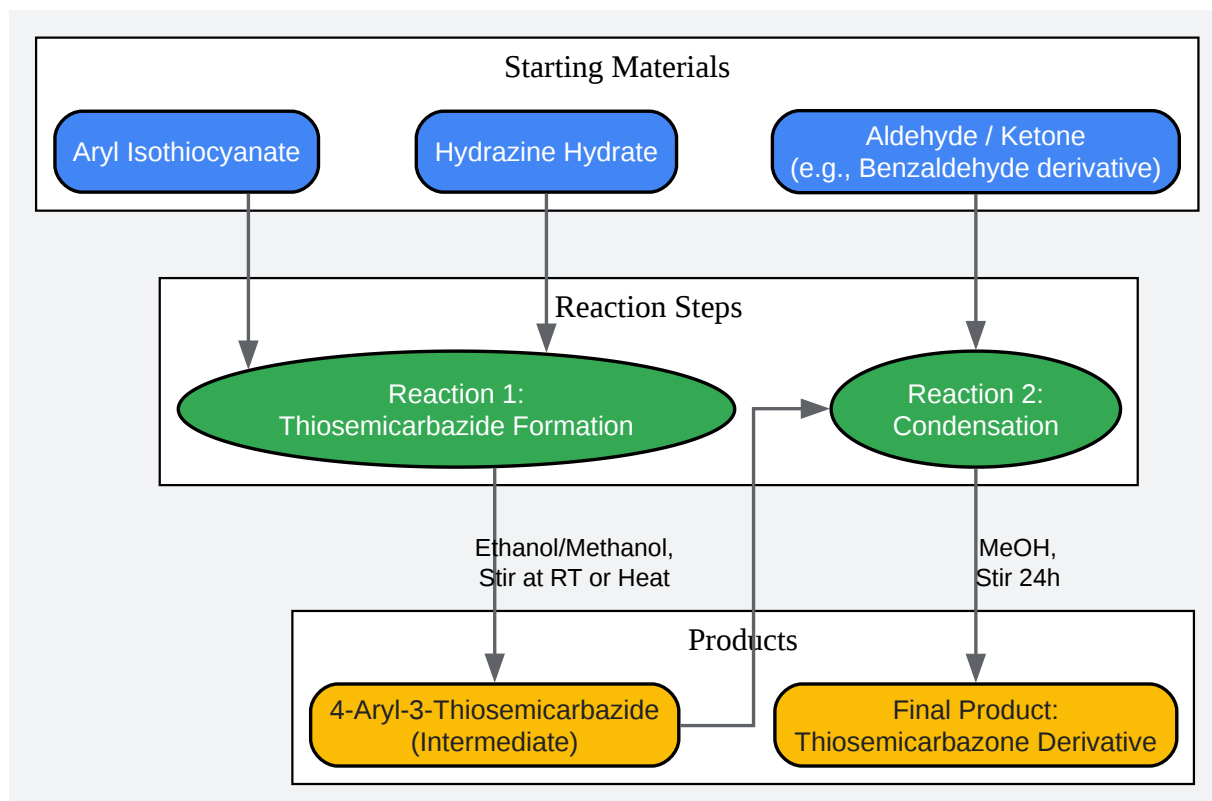 Starting Materials
Aryl Isothiocyanate
Hydrazine Hydrate
Aldehyde / Ketone
(e.g., Benzaldehyde derivative)
Reaction Steps
Reaction 1:
Thiosemicarbazide Formation
Reaction 2:
Condensation
Ethanol/Methanol,
Stir at RT or Heat
MeOH,
Stir 24h
Products
4-Aryl-3-Thiosemicarbazide
(Intermediate)
Final Product:
Thiosemicarbazone Derivative